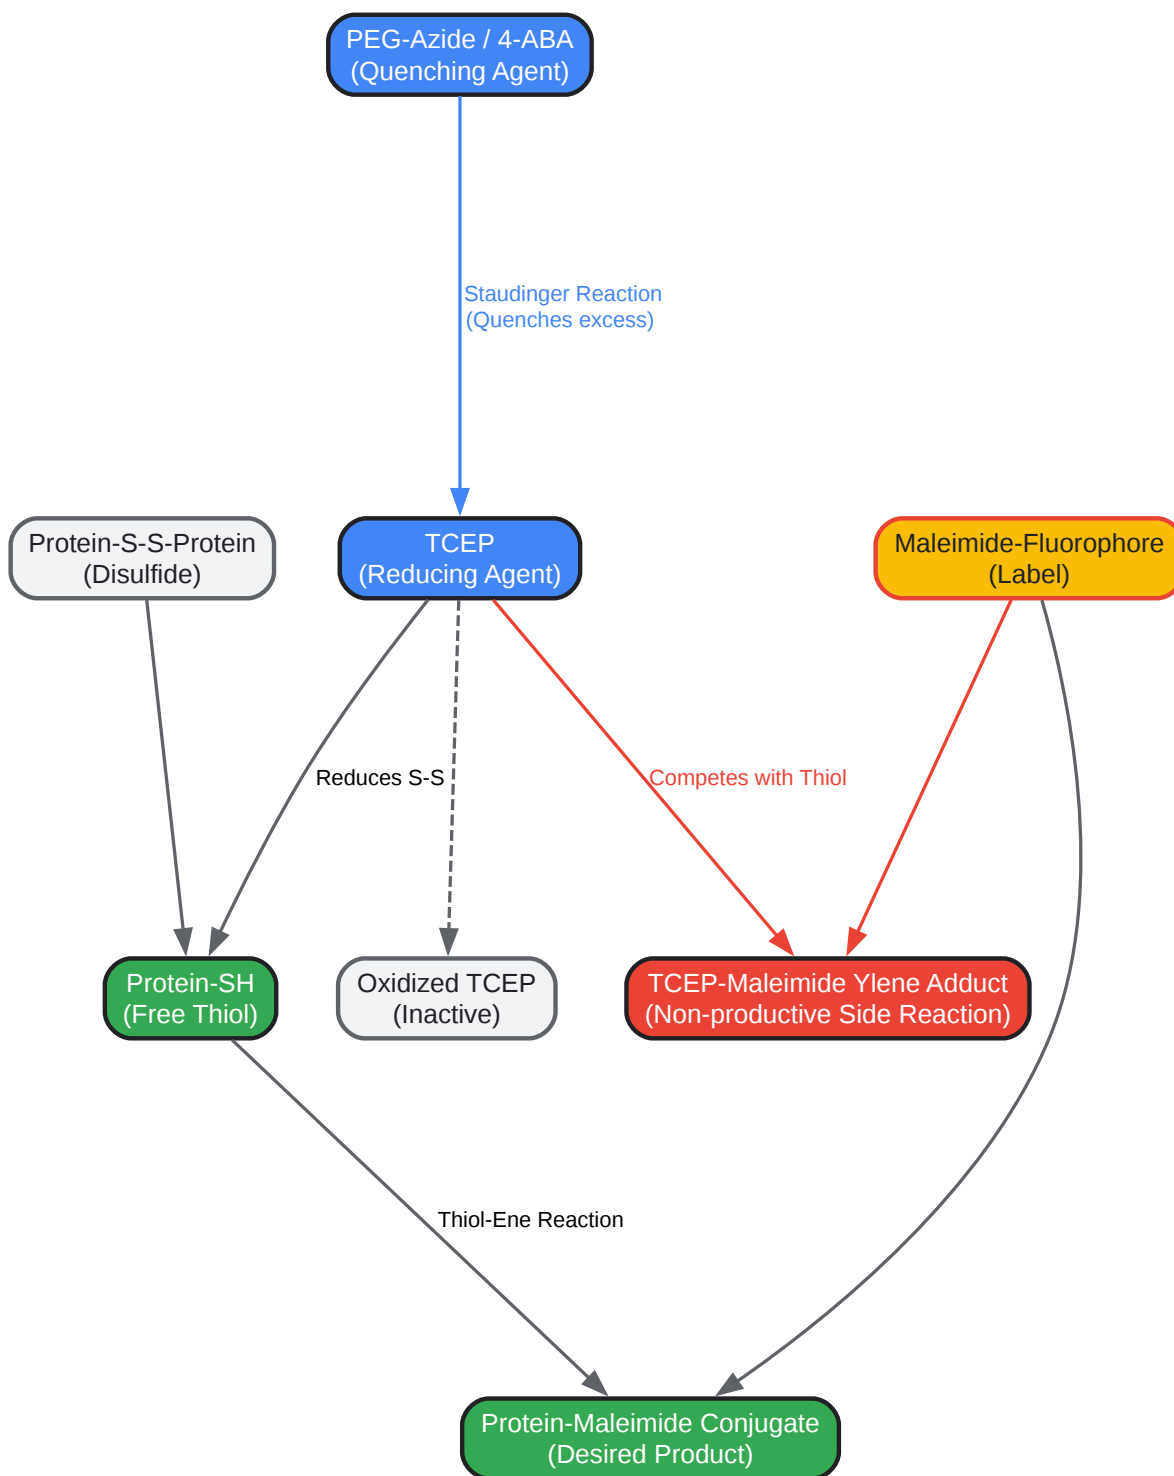 PEG-Azide / 4-ABA
(Quenching Agent)
Staudinger Reaction
(Quenches excess)
Protein-S-S-Protein
(Disulfide)
TCEP
(Reducing Agent)
Maleimide-Fluorophore
(Label)
Reduces S-S
Competes with Thiol
Protein-SH
(Free Thiol)
Oxidized TCEP
(Inactive)
TCEP-Maleimide Ylene Adduct
(Non-productive Side Reaction)
Thiol-Ene Reaction
Protein-Maleimide Conjugate
(Desired Product)